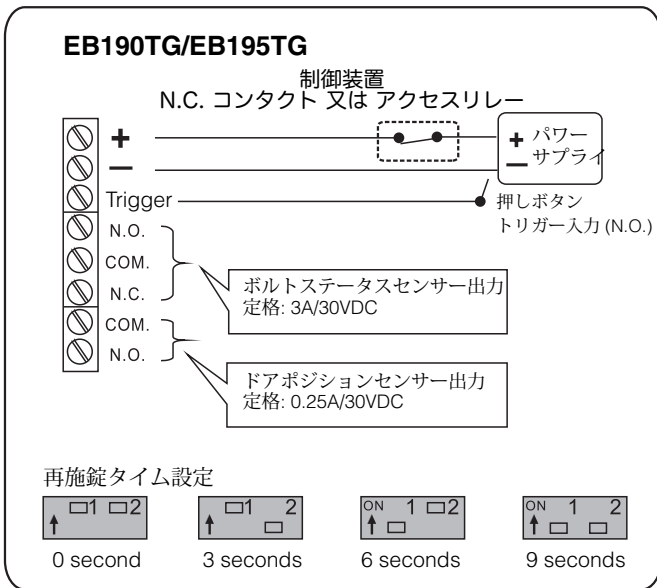 EB190TG/EB195TG
制御装置
N.C. コンタクト 又は アクセスリレー
+
+ パワー
— サプライ
—
Trigger
押しボタン
トリガー入力 (N.O.)
N.O.
COM.
N.C.
ボルトステータスセンサー出力
定格: 3A/30VDC
COM.
N.O.
ドアポジションセンサー出力
定格: 0.25A/30VDC
再施錠タイム設定
1 2
1 2
ON 1 2
ON 1 2
0 second 3 seconds 6 seconds 9 seconds